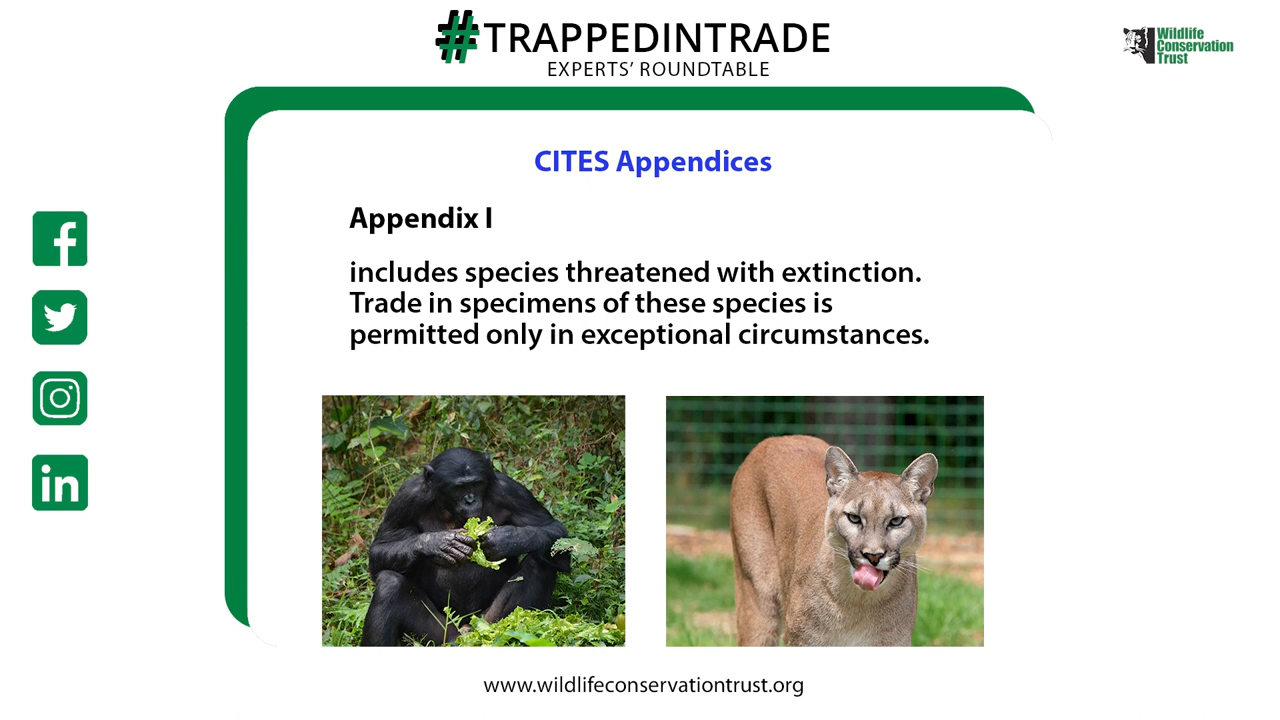 #TRAPPEDINTRADE
EXPERTS’ ROUNDTABLE
Wildlife
Conservation
Trust
CITES Appendices
Appendix I
includes species threatened with extinction.
Trade in specimens of these species is
permitted only in exceptional circumstances.
in
www.wildlifeconservationtrust.org